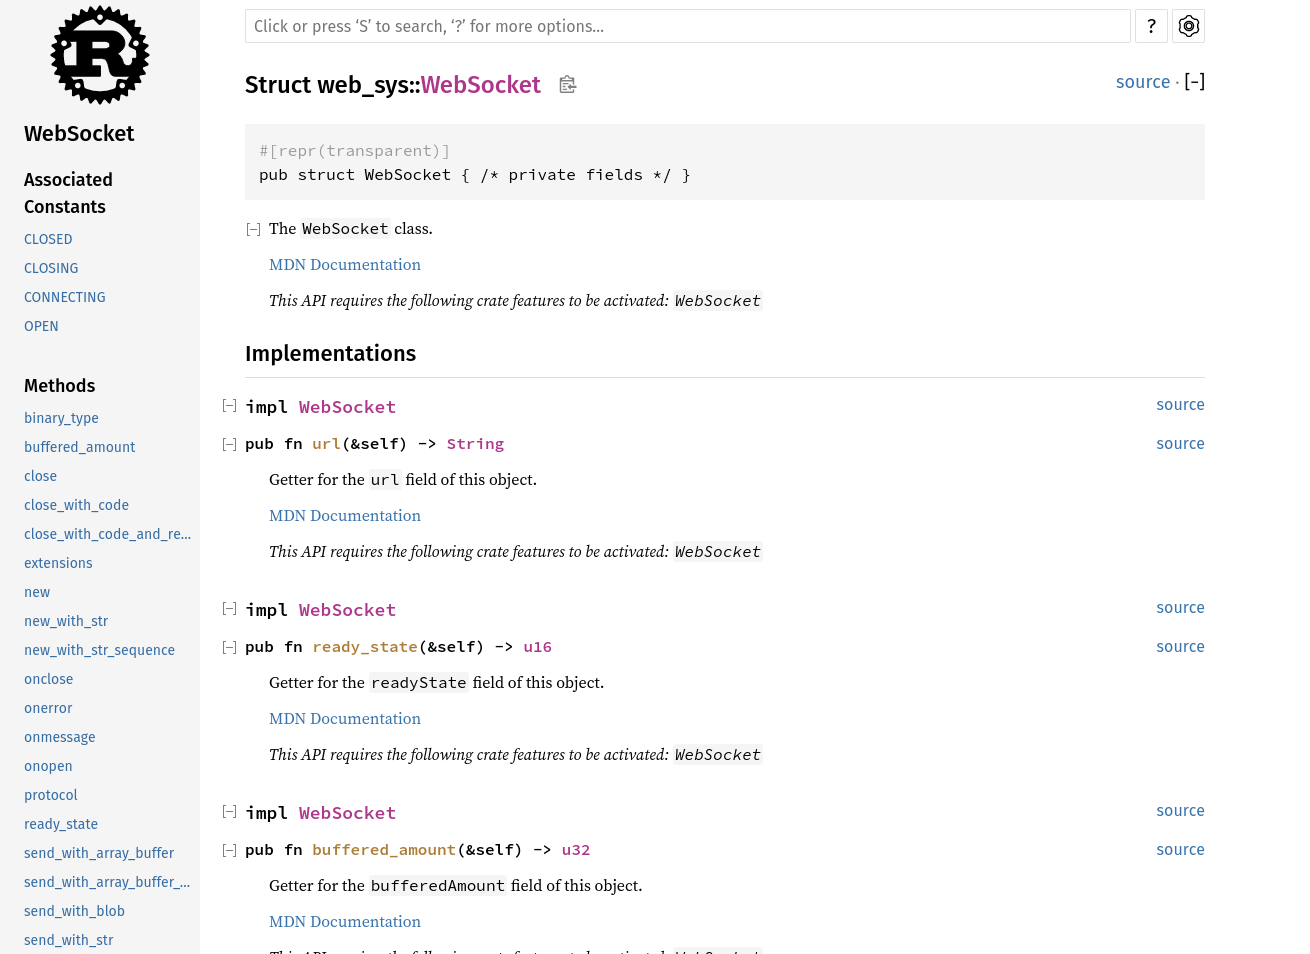 WebSocket
Associated
Constants
CLOSED
CLOSING
CONNECTING
OPEN
Methods
binary_type
buffered_amount
close
close_with_code
close_with_code_and_re...
extensions
new
new_with_str
new_with_str_sequence
onclose
onerror
onmessage
onopen
protocol
ready_state
send_with_array_buffer
send_with_array_buffer_...
send_with_blob
send_with_str
Click or press ‘S’ to search, ‘?’ for more options…
?
Struct web_sys::WebSocket
source · [−]
#[repr(transparent)]
pub struct WebSocket { /* private fields */ }
[−] The WebSocket class.
MDN Documentation
This API requires the following crate features to be activated: WebSocket
Implementations
[−] impl WebSocket source
[−] pub fn url(&self) -> String source
Getter for the url field of this object.
MDN Documentation
This API requires the following crate features to be activated: WebSocket
[−] impl WebSocket source
[−] pub fn ready_state(&self) -> u16 source
Getter for the readyState field of this object.
MDN Documentation
This API requires the following crate features to be activated: WebSocket
[−] impl WebSocket source
[−] pub fn buffered_amount(&self) -> u32 source
Getter for the bufferedAmount field of this object.
MDN Documentation